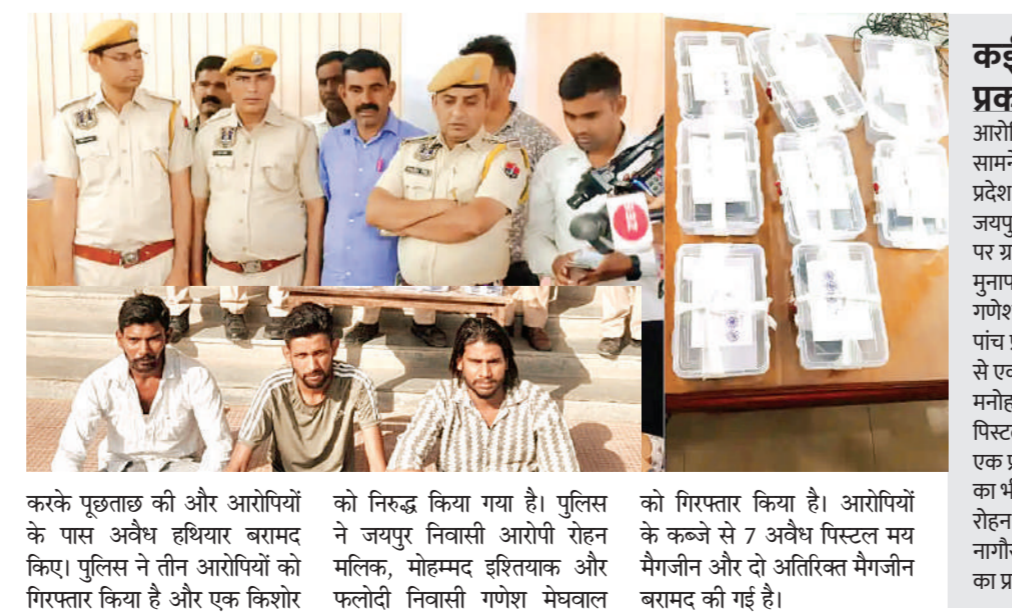 करके पूछताछ की और आरोपियों
के पास अवैध हथियार बरामद
किए। पुलिस ने तीन आरोपियों को
गिरफ्तार किया है और एक किशोर
को निरुद्ध किया गया है। पुलिस
ने जयपुर निवासी आरोपी रोहन
मलिक, मोहम्मद इश्तियाक और
फलोदी निवासी गणेश मेघवाल
को गिरफ्तार किया है। आरोपियों
के कब्जे से 7 अवैध पिस्टल मय
मैगजीन और दो अतिरिक्त मैगजीन
बरामद की गई है।
कई
प्रक
आरोपि
सामने
प्रदेश
जयपु
पर ग्र
मुनाप
गणेश
पांच प्र
से एव
मनोह
पिस्ट
एक प्र
का भी
रोहन
नागौर
का प्र